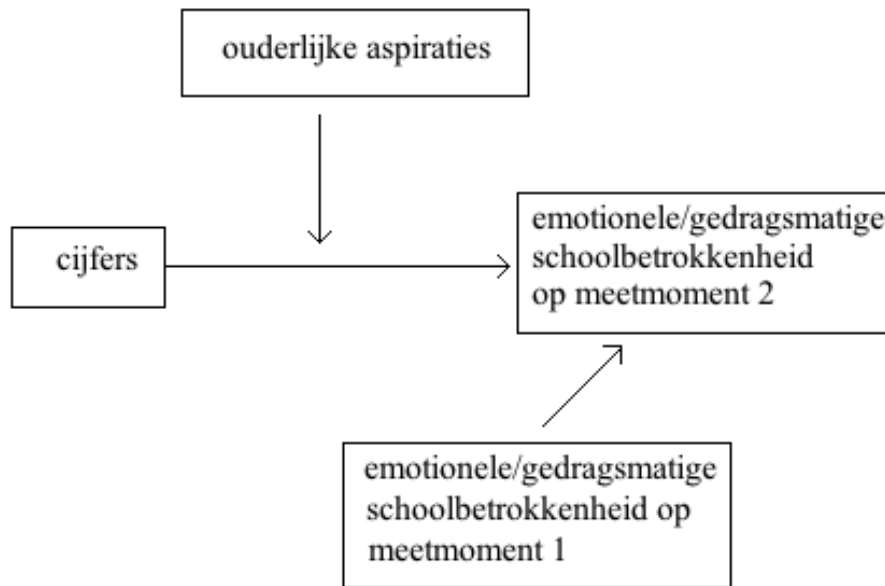 ouderlijke aspiraties
cijfers
emotionele/gedragsmatige
schoolbetrokkenheid
op meetmoment 2
emotionele/gedragsmatige
schoolbetrokkenheid op
meetmoment 1